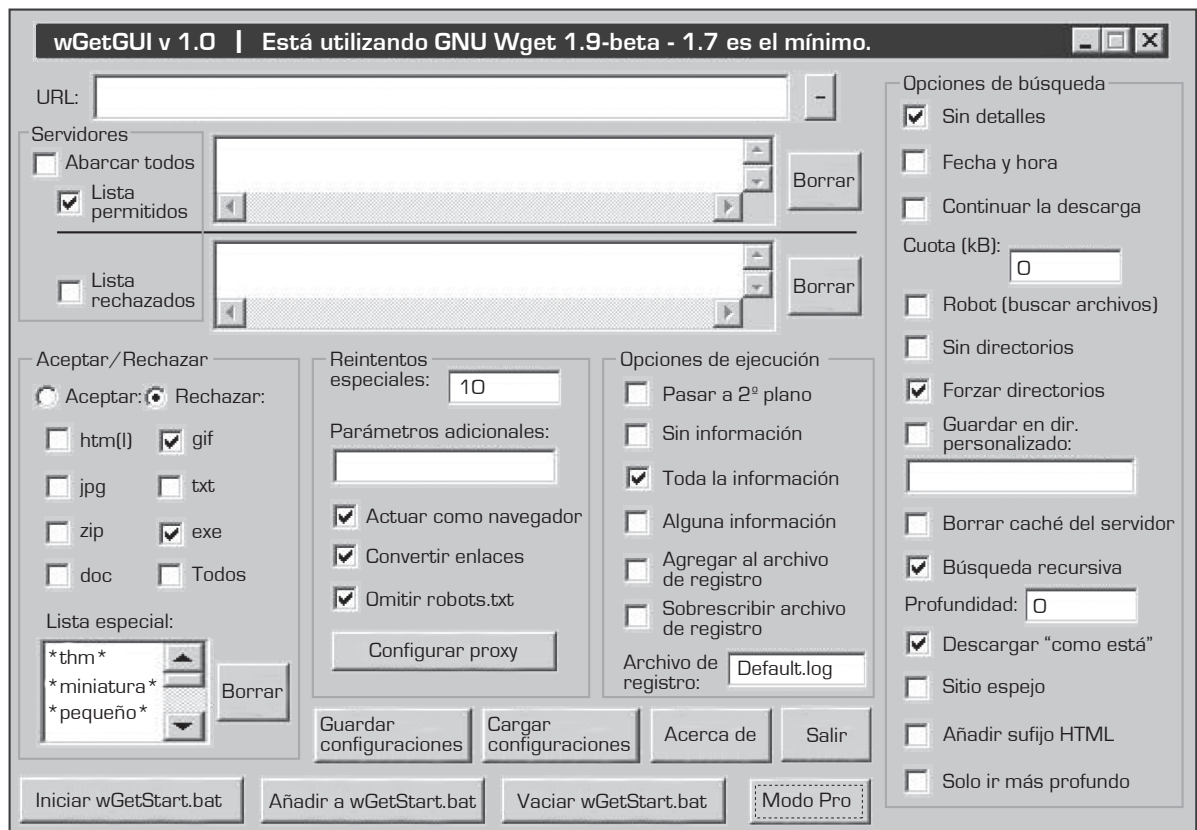 wGetGUI v 1.0 | Está utilizando GNU Wget 1.9-beta - 1.7 es el mínimo.
URL:
-
Servidores
Abarcar todos
Lista
permitidos
Borrar
Lista
rechazados
Borrar
Aceptar/Rechazar
Aceptar: Rechazar:
htm(l) gif
jpg txt
zip exe
doc Todos
Lista especial:
*thm*
*miniatura*
*pequeño*
Borrar
Reintentos
especiales: 10
Parámetros adicionales:
Actuar como navegador
Convertir enlaces
Omitir robots.txt
Configurar proxy
Opciones de ejecución
Pasar a 2º plano
Sin información
Toda la información
Alguna información
Agregar al archivo
de registro
Sobrescribir archivo
de registro
Archivo de
registro: Default.log
Guardar
configuraciones
Cargar
configuraciones
Acerca de
Salir
Iniciar wGetStart.bat
Añadir a wGetStart.bat
Vaciar wGetStart.bat
Modo Pro
Opciones de búsqueda
Sin detalles
Fecha y hora
Continuar la descarga
Cuota (kB):
0
Robot (buscar archivos)
Sin directorios
Forzar directorios
Guardar en dir.
personalizado:
Borrar caché del servidor
Búsqueda recursiva
Profundidad: 0
Descargar “como está”
Sitio espejo
Añadir sufijo HTML
Solo ir más profundo